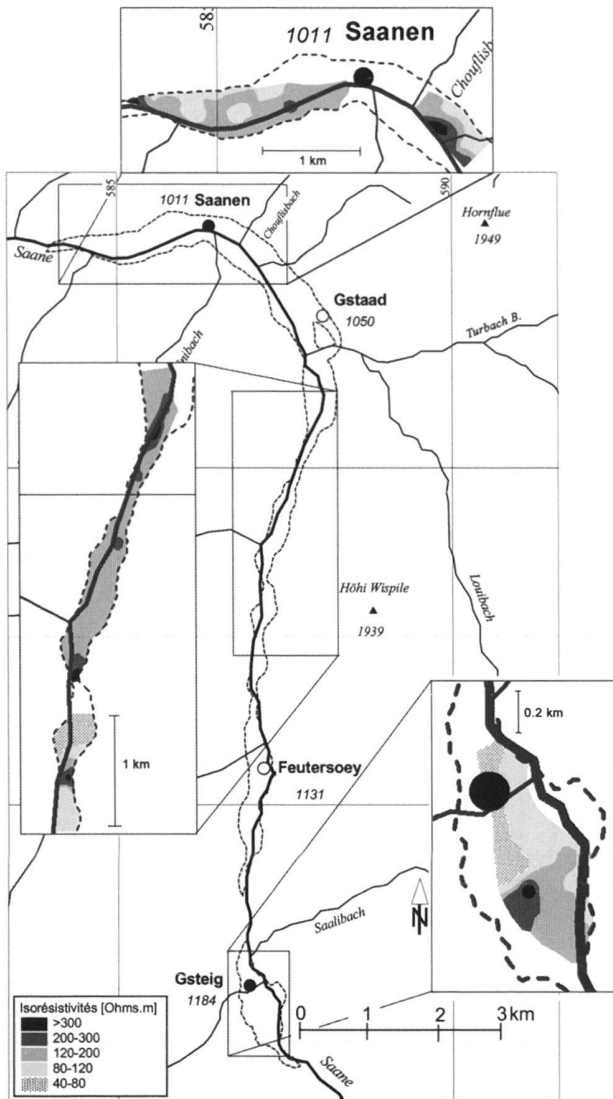 583
1011 Saanen
Chouflisbach
1 km
585
590
1011 Saanen
Chouflisbach
Hornflue
1949
Saane
Gstaad
1050
Turbach B.
Höhi Wispile
1939
Louibach
1 km
0.2 km
Feutersoey
1131
Saalibach
N
Gsteig
1184
Isorésistivités [Ohms.m]
>300
200-300
120-200
80-120
40-80
0 1 2 3 km
Saane